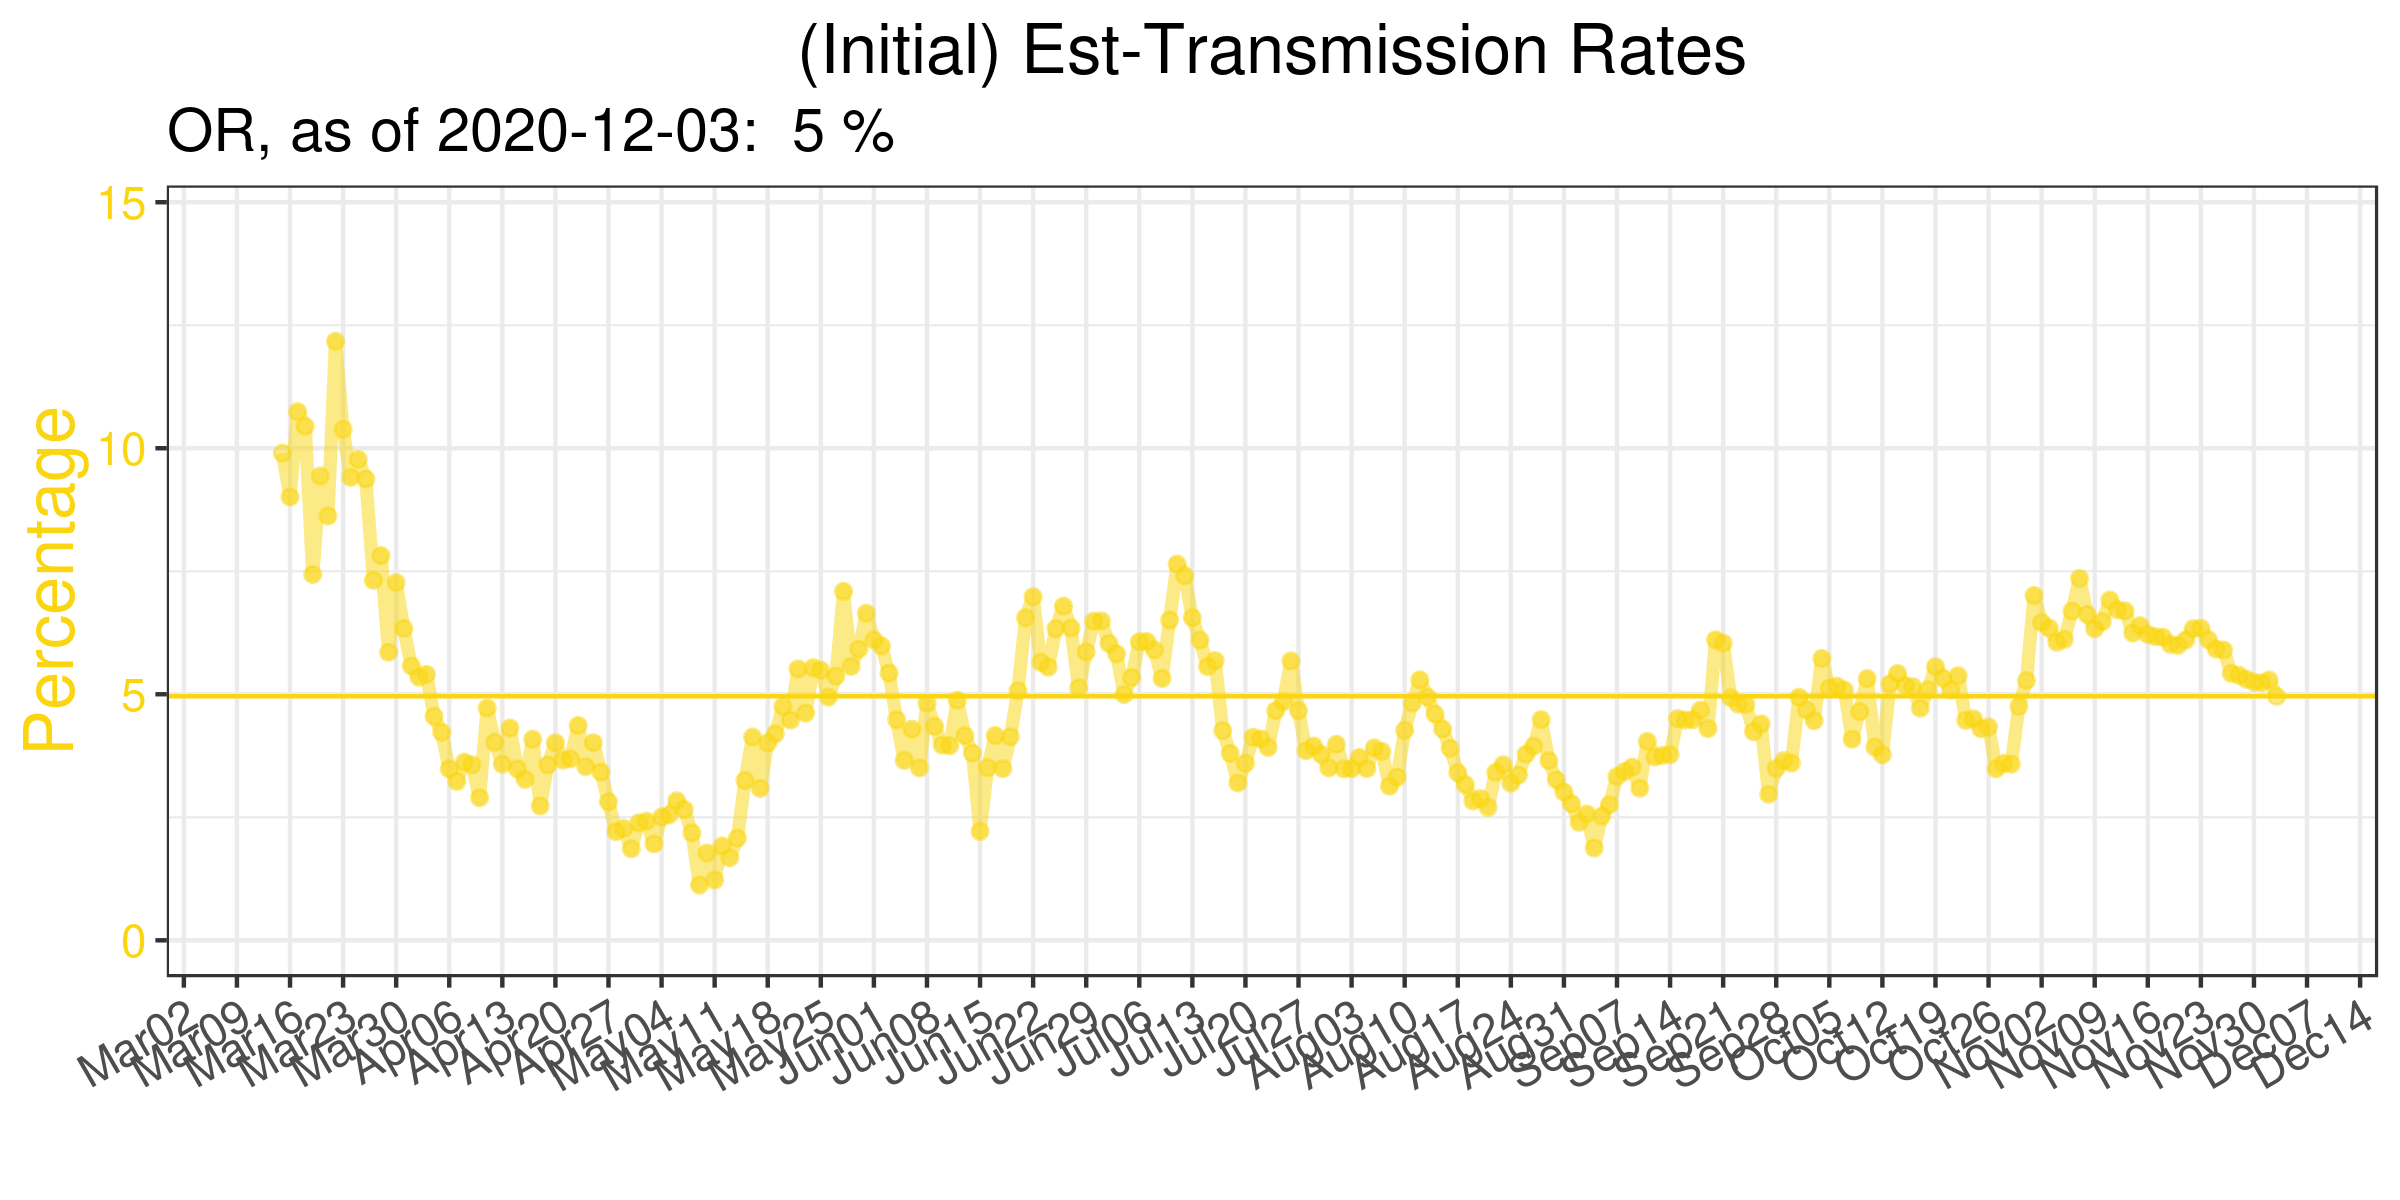 (Initial) Est-Transmission Rates
OR, as of 2020-12-03:  5 %
Percentage
15
10
5
0
Mar02
Mar09
Mar16
Mar23
Mar30
Apr06
Apr13
Apr20
Apr27
May04
May11
May18
May25
Jun01
Jun08
Jun15
Jun22
Jun29
Jul06
Jul13
Jul20
Jul27
Aug03
Aug10
Aug17
Aug24
Aug31
Sep07
Sep14
Sep21
Sep28
Oct05
Oct12
Oct19
Oct26
Nov02
Nov09
Nov16
Nov23
Nov30
Dec07
Dec14